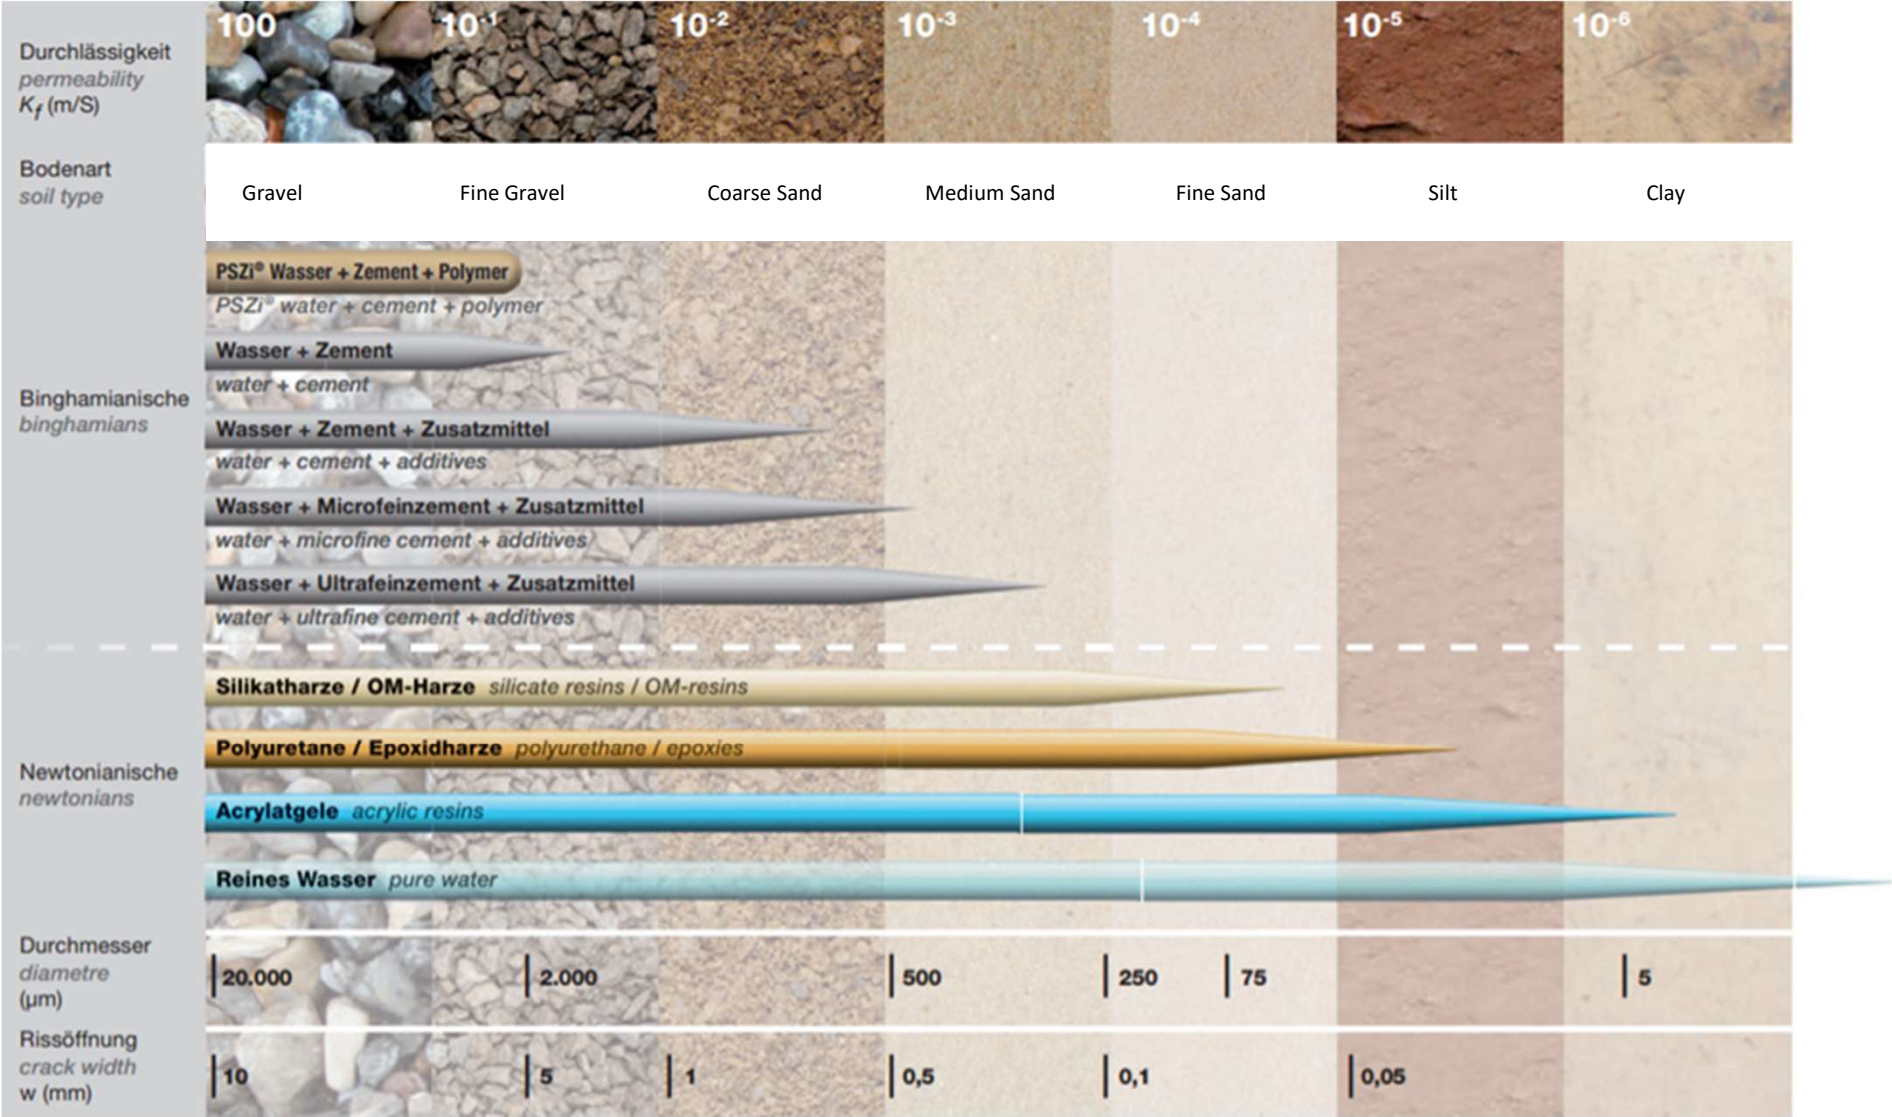 Durchlässigkeit
permeability
Kf (m/S)
100 10-1 10-2 10-3 10-4 10-5 10-6
Bodenart
soil type
Gravel Fine Gravel Coarse Sand Medium Sand Fine Sand Silt Clay
Binghamianische
binghamians
PSZi® Wasser + Zement + Polymer
PSZi® water + cement + polymer
Wasser + Zement
water + cement
Wasser + Zement + Zusatzmittel
water + cement + additives
Wasser + Microfeinzement + Zusatzmittel
water + microfine cement + additives
Wasser + Ultrafeinzement + Zusatzmittel
water + ultrafine cement + additives
Newtonianische
newtonians
Silikatharze / OM-Harze silicate resins / OM-resins
Polyuretane / Epoxidharze polyurethane / epoxies
Acrylatgele acrylic resins
Reines Wasser pure water
Durchmesser
diametre
(µm)
20.000 2.000 500 250 75 5
Rissöffnung
crack width
w (mm)
10 5 1 0,5 0,1 0,05